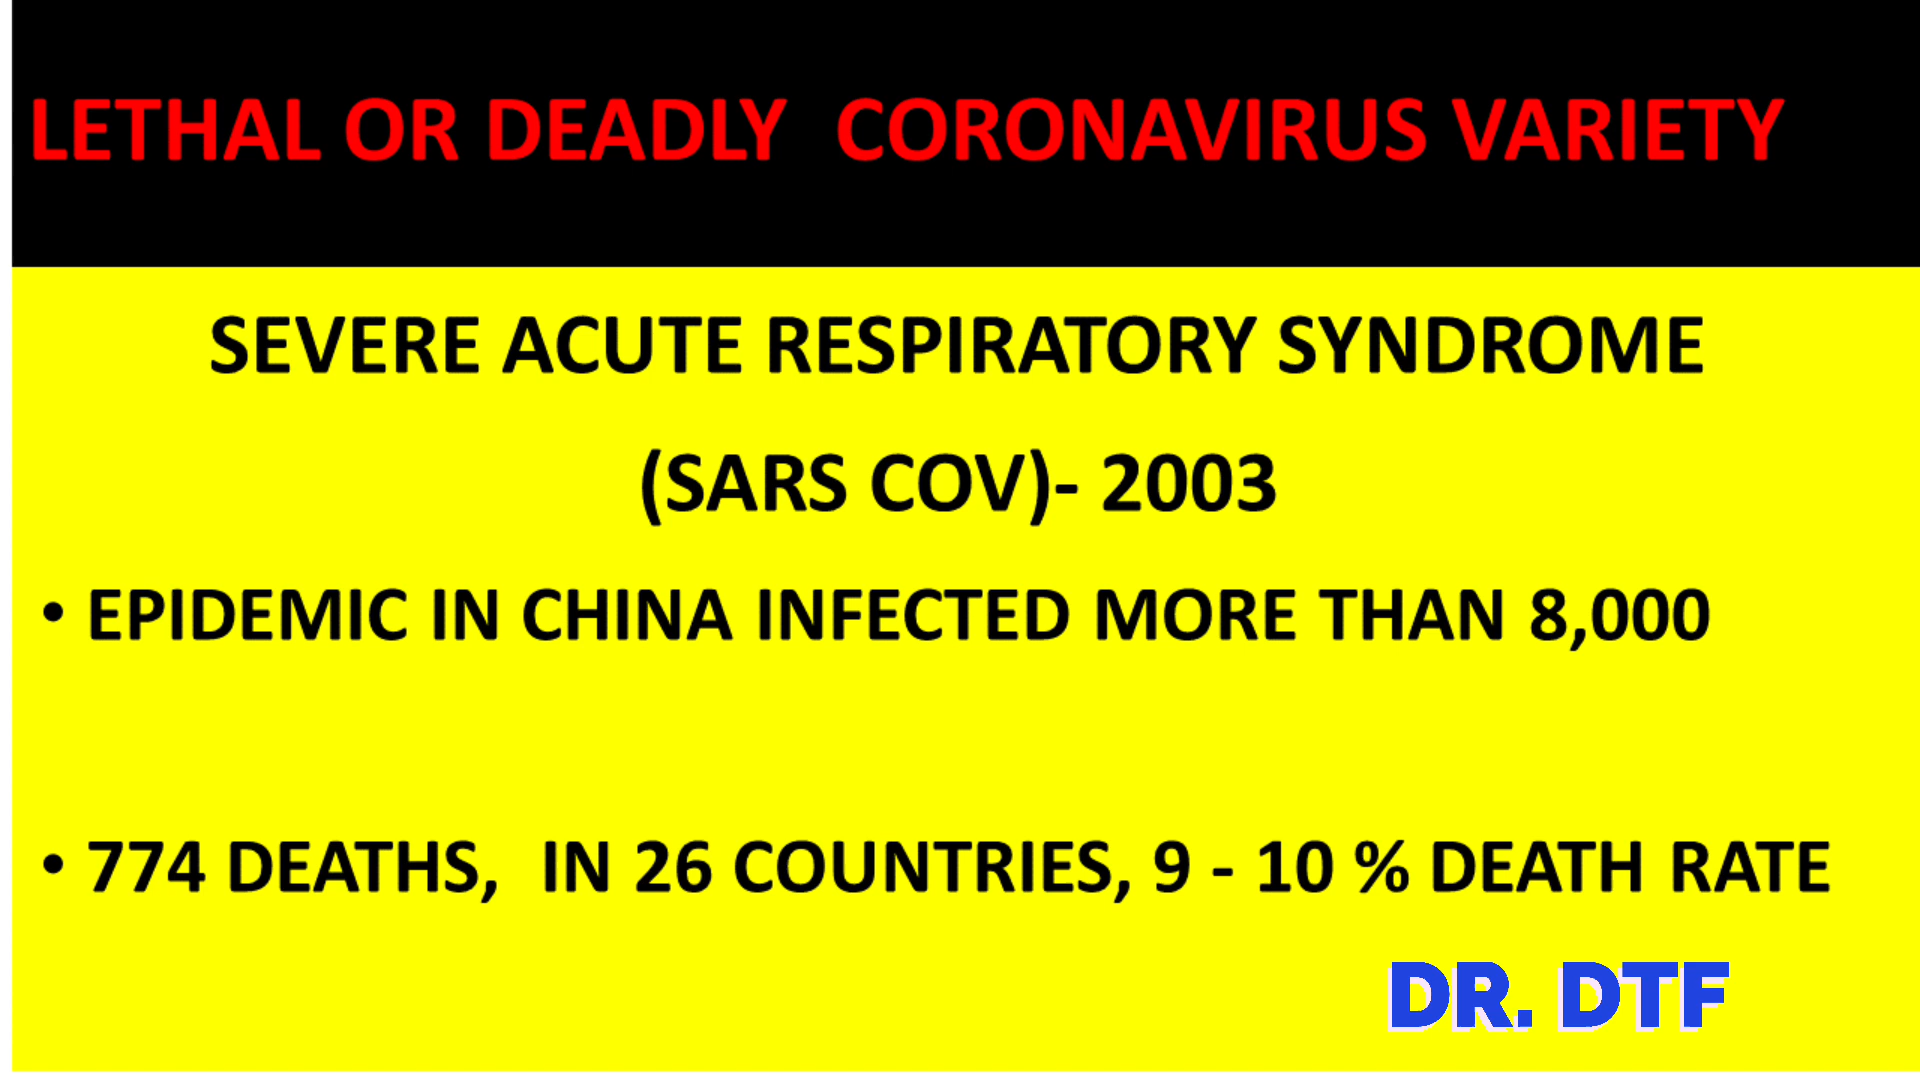 LETHAL OR DEADLY  CORONAVIRUS VARIETY
SEVERE ACUTE RESPIRATORY SYNDROME
(SARS COV)- 2003
• EPIDEMIC IN CHINA INFECTED MORE THAN 8,000
• 774 DEATHS,  IN 26 COUNTRIES, 9 - 10 % DEATH RATE
DR. DTF